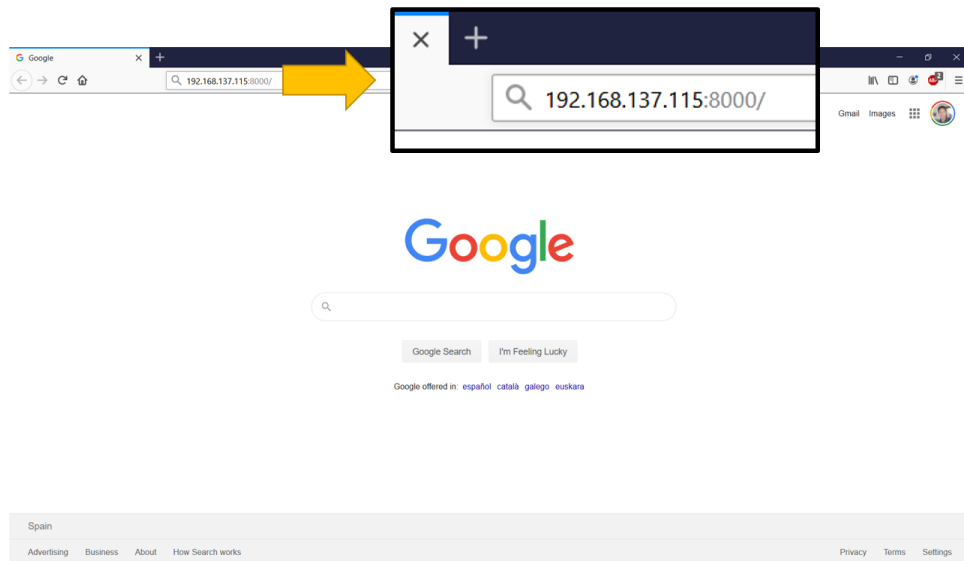 Google
192.168.137.115:8000/
192.168.137.115:8000/
Gmail Images
Google
Google Search I'm Feeling Lucky
Google offered in: español català galego euskara
Spain
Advertising Business About How Search works Privacy Terms Settings